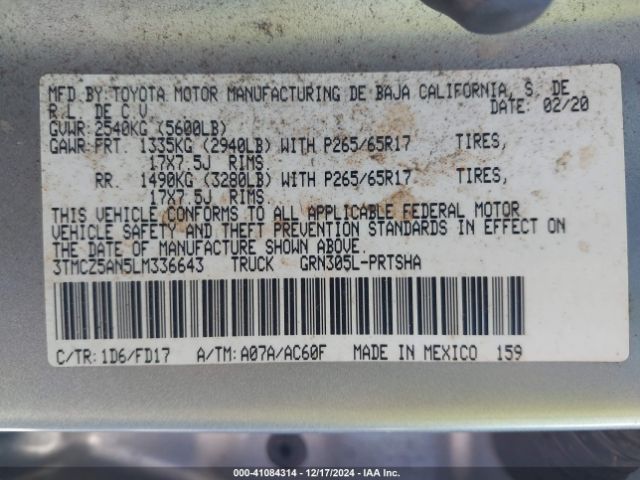 MFD. BY: TOYOTA MOTOR MANUFACTURING DE BAJA CALIFORNIA, S. DE
R. L. DE C.V. DATE: 02/20
GVWR: 2540KG (5600LB)
GAWR: FRT. 1335KG (2940LB) WITH P265/65R17 TIRES,
17X7.5J RIMS
RR. 1490KG (3280LB) WITH P265/65R17 TIRES,
17X7.5J RIMS.
THIS VEHICLE CONFORMS TO ALL APPLICABLE FEDERAL MOTOR
VEHICLE SAFETY AND THEFT PREVENTION STANDARDS IN EFFECT ON
THE DATE OF MANUFACTURE SHOWN ABOVE.
3TMCZ5AN5LM336643 TRUCK GRN305L-PRTSHA
C/TR: 1D6/FD17 A/TM: A07A/AC60F MADE IN MEXICO 159
000-41084314 - 12/17/2024 - IAA Inc.